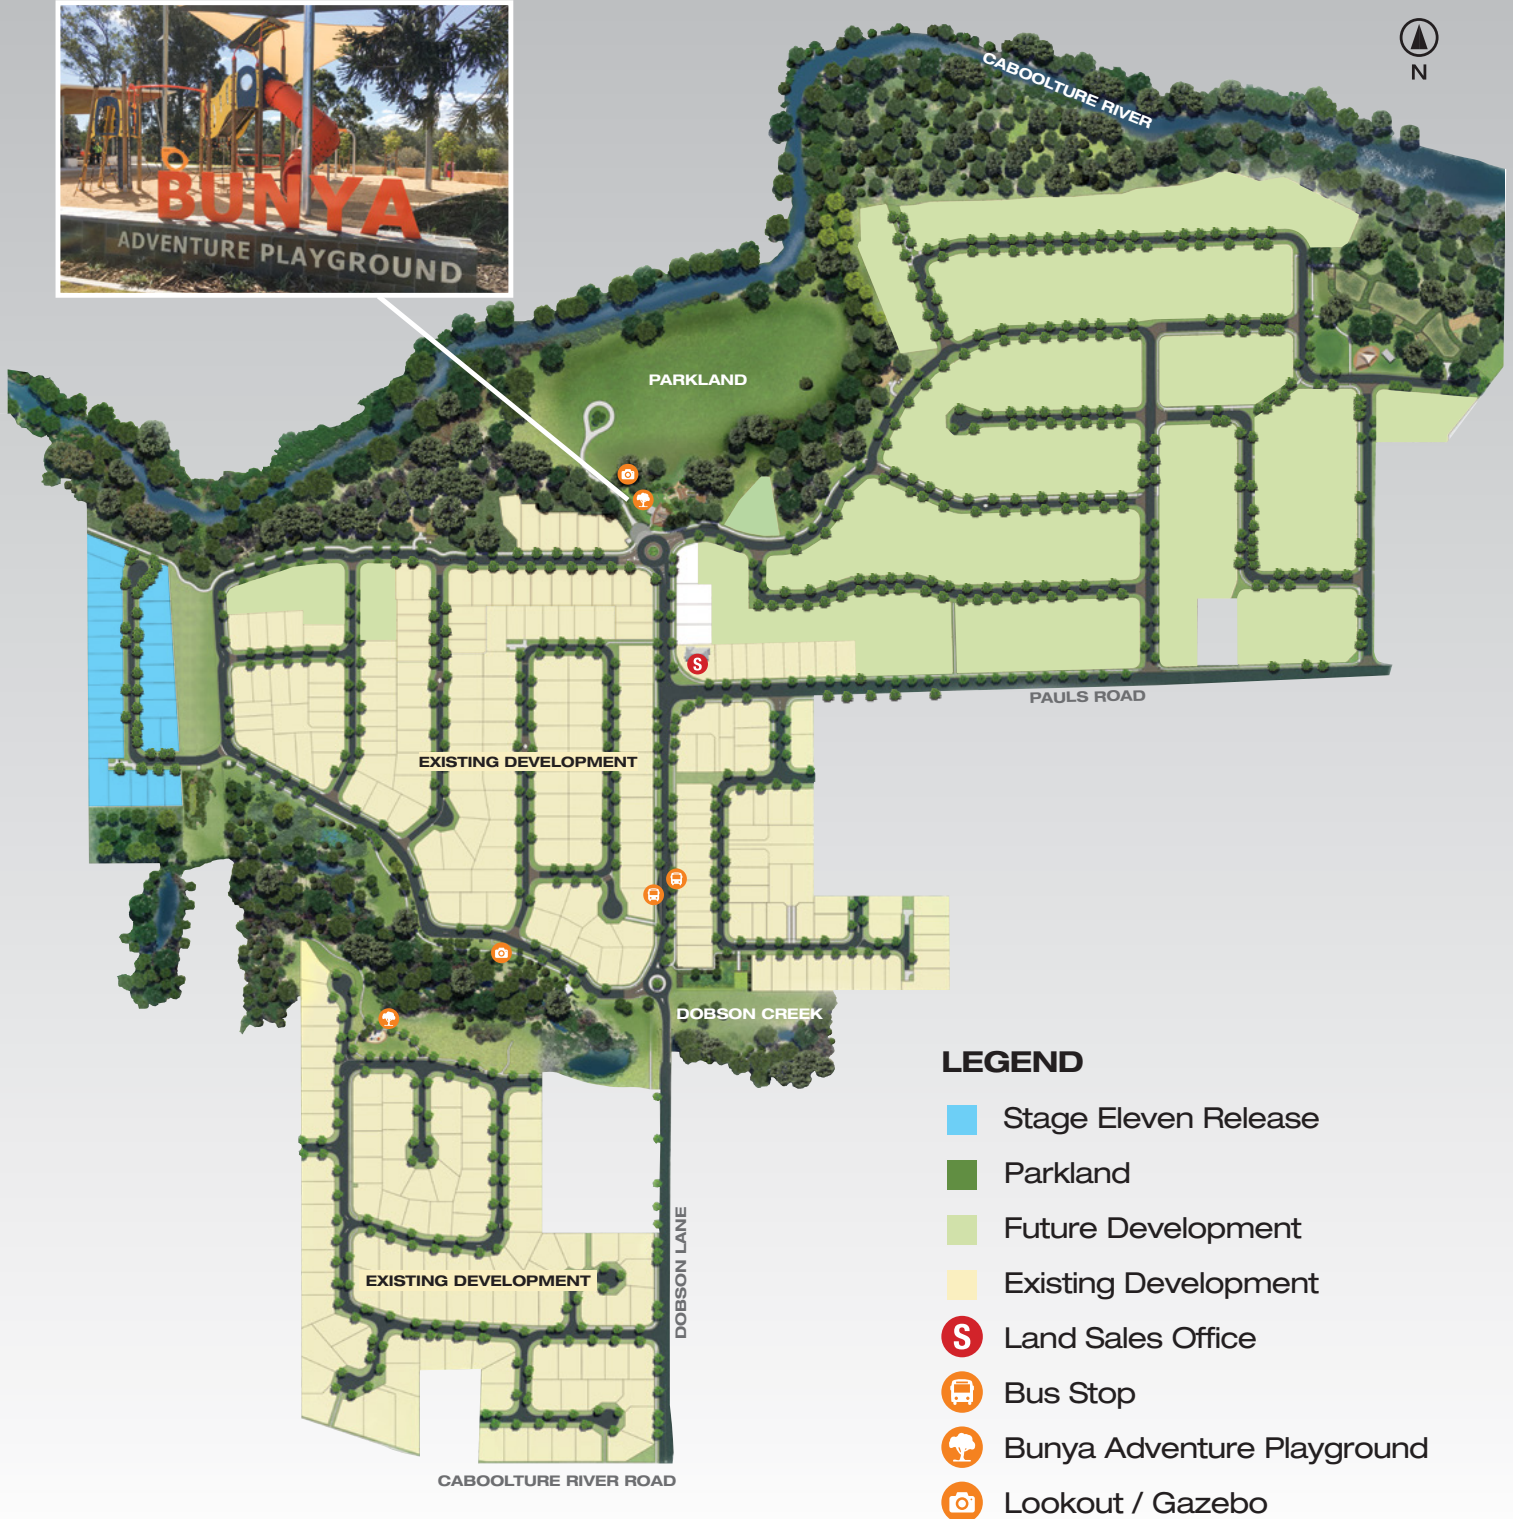 BUNYA
ADVENTURE PLAYGROUND
N
CABOOLTURE RIVER
PARKLAND
S
PAULS ROAD
EXISTING DEVELOPMENT
DOBSON CREEK
DOBSON LANE
EXISTING DEVELOPMENT
CABOOLTURE RIVER ROAD
LEGEND
Stage Eleven Release
Parkland
Future Development
Existing Development
S Land Sales Office
Bus Stop
Bunya Adventure Playground
Lookout / Gazebo